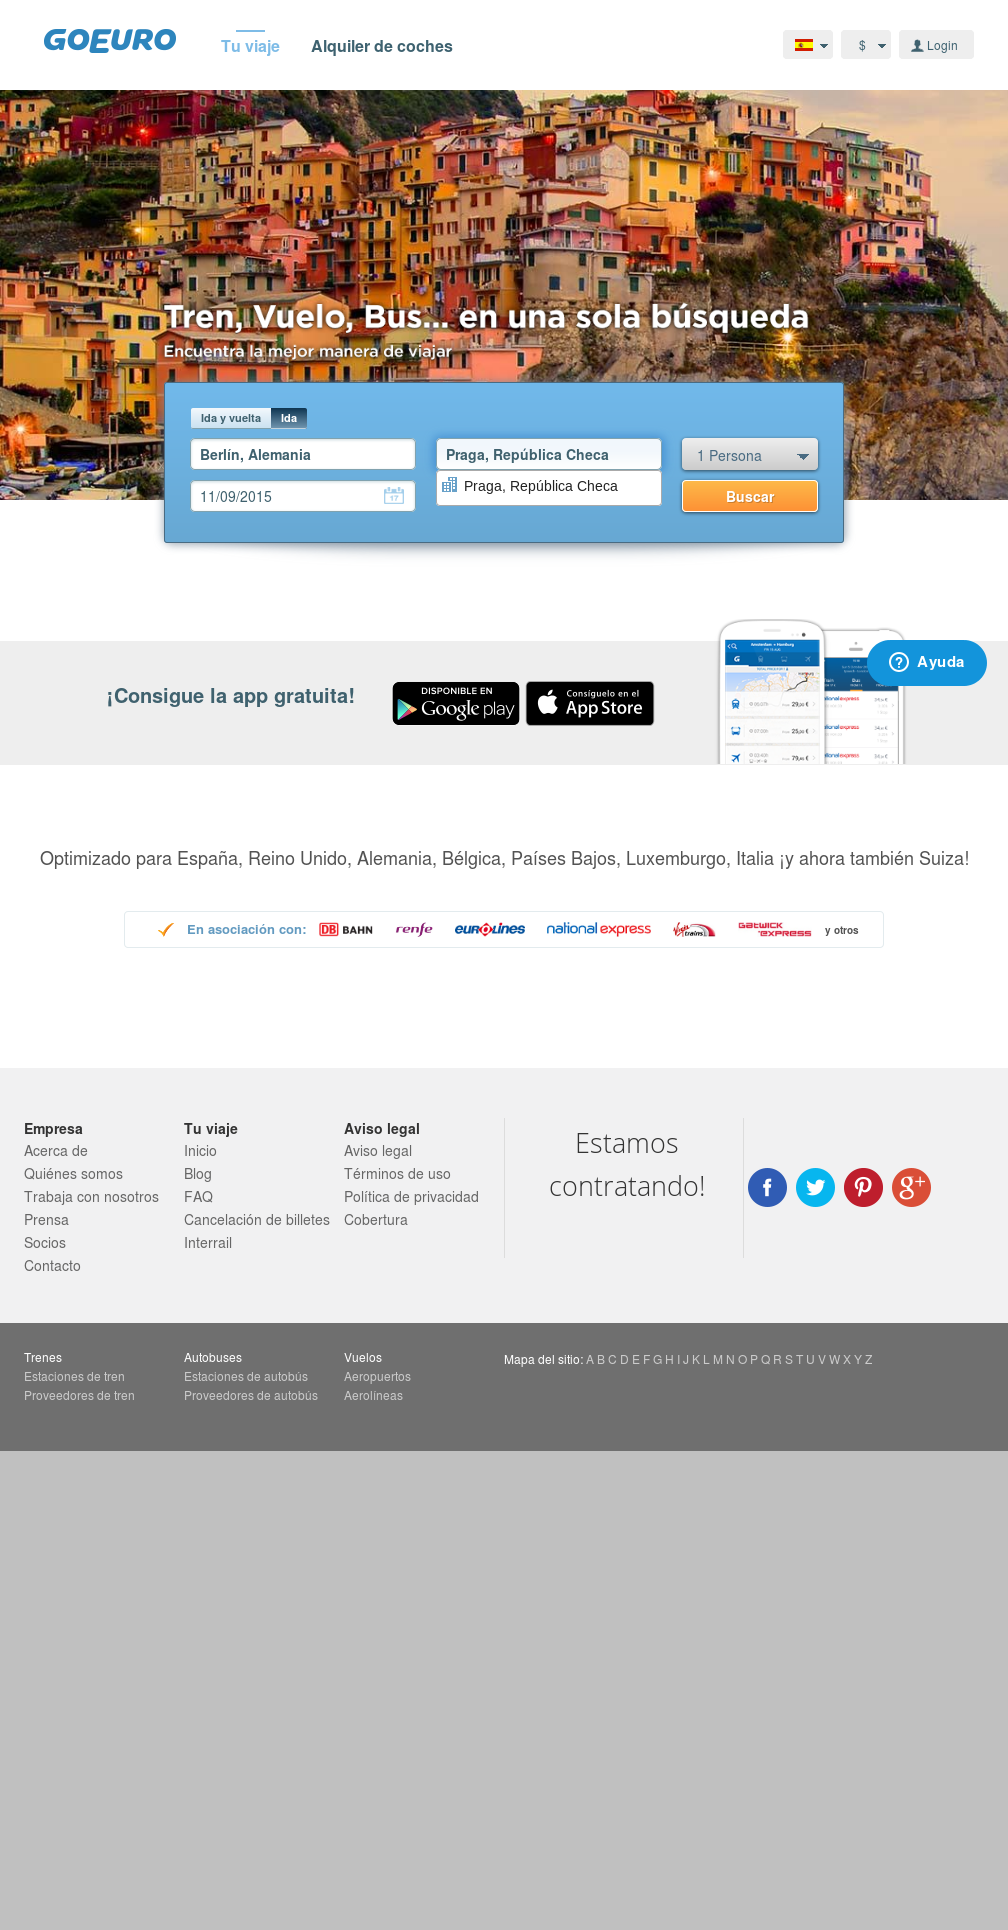 GOEURO
Tu viaje
Alquiler de coches
$
Login
Tren, Vuelo, Bus... en una sola búsqueda
Encuentra la mejor manera de viajar
Ida y vuelta
Ida
Berlín, Alemania
Praga, República Checa
1 Persona
11/09/2015
17
Praga, República Checa
Buscar
Ayuda
¡Consigue la app gratuita!
DISPONIBLE EN
Google play
Consíguelo en el
App Store
Optimizado para España, Reino Unido, Alemania, Bélgica, Países Bajos, Luxemburgo, Italia ¡y ahora también Suiza!
En asociación con:
DB BAHN
renfe
EUROLINES
national express
Virgin trains
GATWICK EXPRESS
y otros
Empresa
Acerca de
Quiénes somos
Trabaja con nosotros
Prensa
Socios
Contacto
Tu viaje
Inicio
Blog
FAQ
Cancelación de billetes
Interrail
Aviso legal
Aviso legal
Términos de uso
Política de privacidad
Cobertura
Estamos
contratando!
Trenes
Estaciones de tren
Proveedores de tren
Autobuses
Estaciones de autobús
Proveedores de autobús
Vuelos
Aeropuertos
Aerolíneas
Mapa del sitio: A B C D E F G H I J K L M N O P Q R S T U V W X Y Z